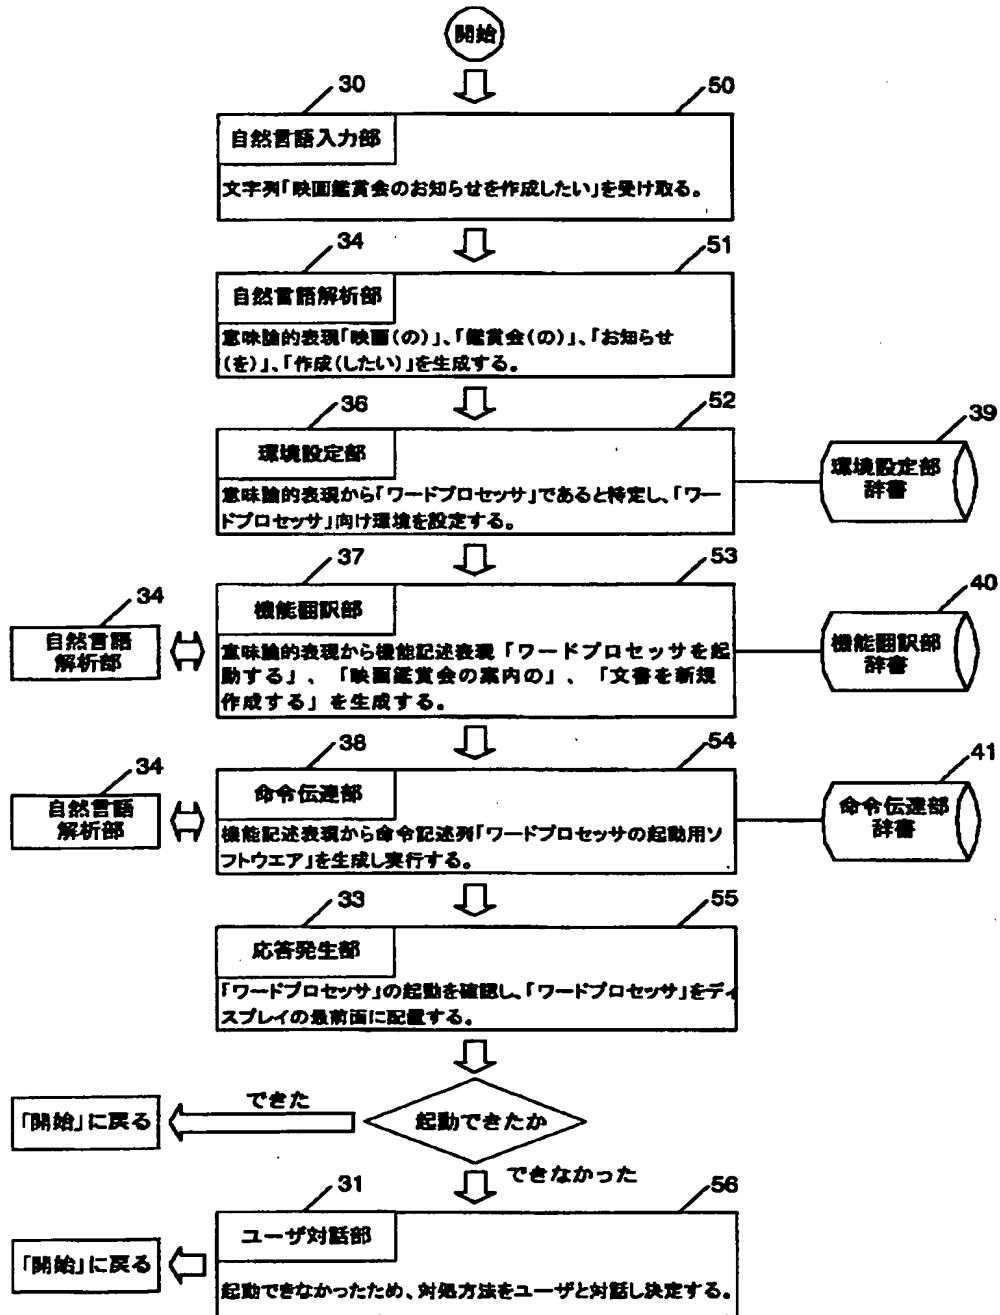 開始
30
50
自然言語入力部
文字列「映画鑑賞会のお知らせを作成したい」を受け取る。
34
51
自然言語解析部
意味論的表現「映画(の)」、「鑑賞会(の)」、「お知らせ
(を)」、「作成(したい)」を生成する。
36
52
39
環境設定部
意味論的表現から「ワードプロセッサ」であると特定し、「ワー
ドプロセッサ」向け環境を設定する。
環境設定部
辞書
37
53
34
40
機能翻訳部
自然言語
解析部
意味論的表現から機能記述表現「ワードプロセッサを起
動する」、「映画鑑賞会の案内の」、「文書を新規
作成する」を生成する。
機能翻訳部
辞書
38
54
34
41
命令伝達部
自然言語
解析部
機能記述表現から命令記述列「ワードプロセッサの起動用ソ
フトウエア」を生成し実行する。
命令伝達部
辞書
33
55
応答発生部
「ワードプロセッサ」の起動を確認し、「ワードプロセッサ」をディ
スプレイの最前面に配置する。
「開始」に戻る
できた
起動できたか
できなかった
31
56
ユーザ対話部
「開始」に戻る
起動できなかったため、対処方法をユーザと対話し決定する。